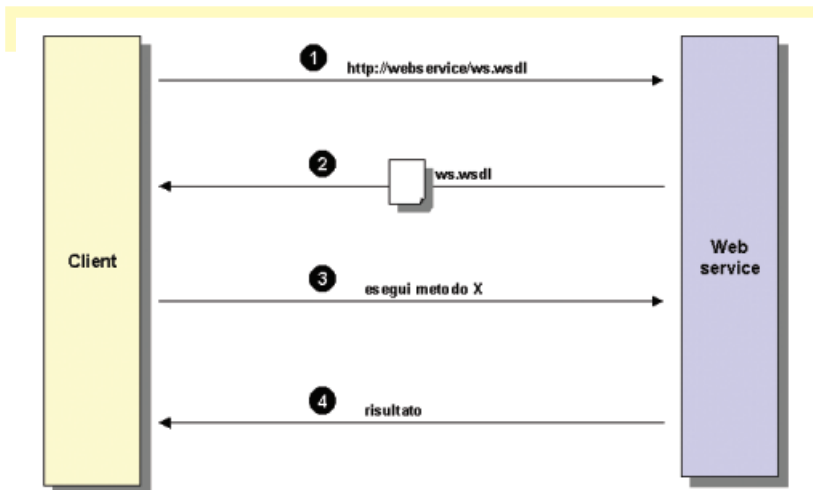 1
http://webservice/ws.wsdl
2
ws.wsdl
Client
Web
service
3
esegui metodo X
4
risultato